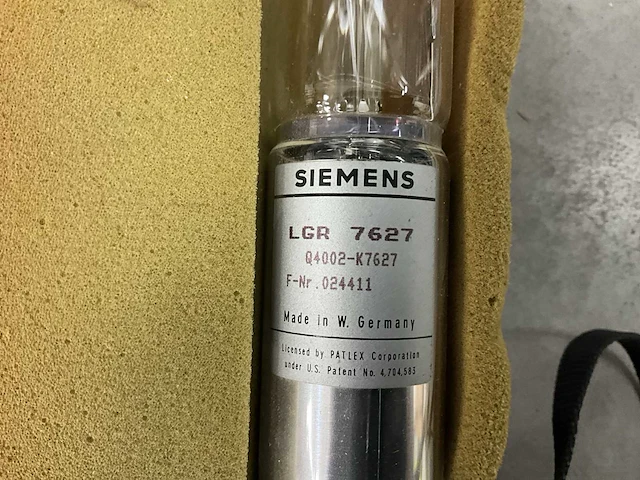 SIEMENS
LGR 7627
Q4002-K7627
F-Nr.024411
Made in W. Germany
Licensed by PATLEX Corporation
under U.S. Patent No. 4,704,583